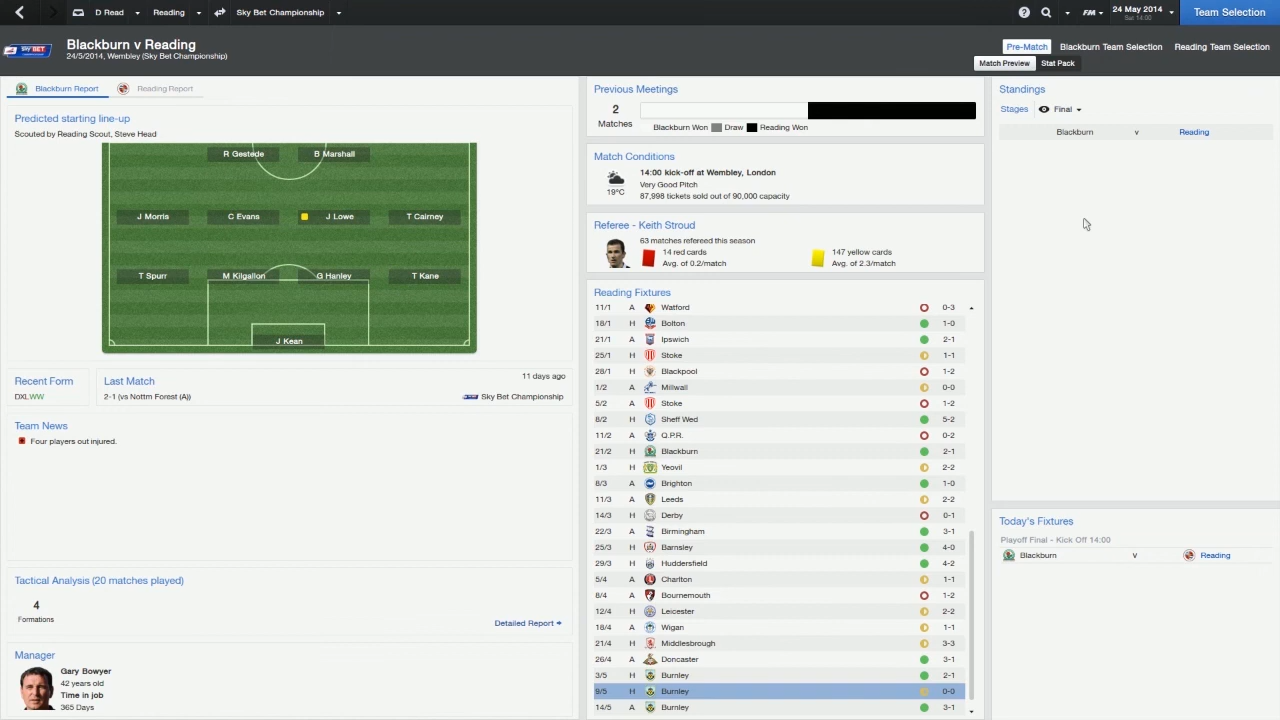 D Read Reading Sky Bet Championship
? FM 24 May 2014 Sat 14:00 Team Selection
sky BET
Blackburn v Reading
24/5/2014, Wembley (Sky Bet Championship)
Pre-Match Blackburn Team Selection Reading Team Selection
Match Preview Stat Pack
Blackburn Report Reading Report
Predicted starting line-up
Scouted by Reading Scout, Steve Head
R Gestede B Marshall
J Morris C Evans J Lowe T Cairney
T Spurr M Kilgallon G Hanley T Kane
J Kean
Recent Form
DXLWW
Last Match 11 days ago
2-1 (vs Nottm Forest (A)) Sky Bet Championship
Team News
Four players out injured.
Tactical Analysis (20 matches played)
4
Formations
Detailed Report
Manager
Gary Bowyer
42 years old
Time in job
365 Days
Previous Meetings
2
Matches
Blackburn Won Draw Reading Won
Match Conditions
19°C
14:00 kick-off at Wembley, London
Very Good Pitch
87,998 tickets sold out of 90,000 capacity
Referee - Keith Stroud
63 matches refereed this season
14 red cards
Avg. of 0.2/match
147 yellow cards
Avg. of 2.3/match
Reading Fixtures
11/1 A Watford 0-3
18/1 H Bolton 1-0
21/1 A Ipswich 2-1
25/1 H Stoke 1-1
28/1 H Blackpool 1-2
1/2 A Millwall 0-0
5/2 A Stoke 1-2
8/2 H Sheff Wed 5-2
11/2 A Q.P.R. 0-2
21/2 H Blackburn 2-1
1/3 H Yeovil 2-2
8/3 A Brighton 1-0
11/3 A Leeds 2-2
14/3 H Derby 0-1
22/3 A Birmingham 3-1
25/3 H Barnsley 4-0
29/3 H Huddersfield 4-2
5/4 A Charlton 1-1
8/4 A Bournemouth 1-2
12/4 H Leicester 2-2
18/4 A Wigan 1-1
21/4 H Middlesbrough 3-3
26/4 A Doncaster 3-1
3/5 H Burnley 2-1
9/5 H Burnley 0-0
14/5 A Burnley 3-1
Standings
Stages Final
Blackburn v Reading
Today's Fixtures
Playoff Final - Kick Off 14:00
Blackburn v Reading